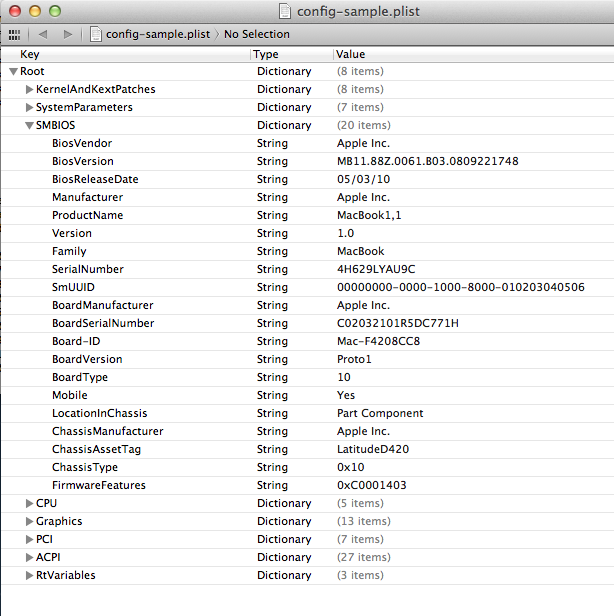 config-sample.plist
config-sample.plist No Selection
Key Type Value
Root Dictionary (8 items)
KernelAndKextPatches Dictionary (8 items)
SystemParameters Dictionary (7 items)
SMBIOS Dictionary (20 items)
BiosVendor String Apple Inc.
BiosVersion String MB11.88Z.0061.B03.0809221748
BiosReleaseDate String 05/03/10
Manufacturer String Apple Inc.
ProductName String MacBook1,1
Version String 1.0
Family String MacBook
SerialNumber String 4H629LYAU9C
SmUUID String 00000000-0000-1000-8000-010203040506
BoardManufacturer String Apple Inc.
BoardSerialNumber String C02032101R5DC771H
Board-ID String Mac-F4208CC8
BoardVersion String Proto1
BoardType String 10
Mobile String Yes
LocationInChassis String Part Component
ChassisManufacturer String Apple Inc.
ChassisAssetTag String LatitudeD420
ChassisType String 0x10
FirmwareFeatures String 0xC0001403
CPU Dictionary (5 items)
Graphics Dictionary (13 items)
PCI Dictionary (7 items)
ACPI Dictionary (27 items)
RtVariables Dictionary (3 items)